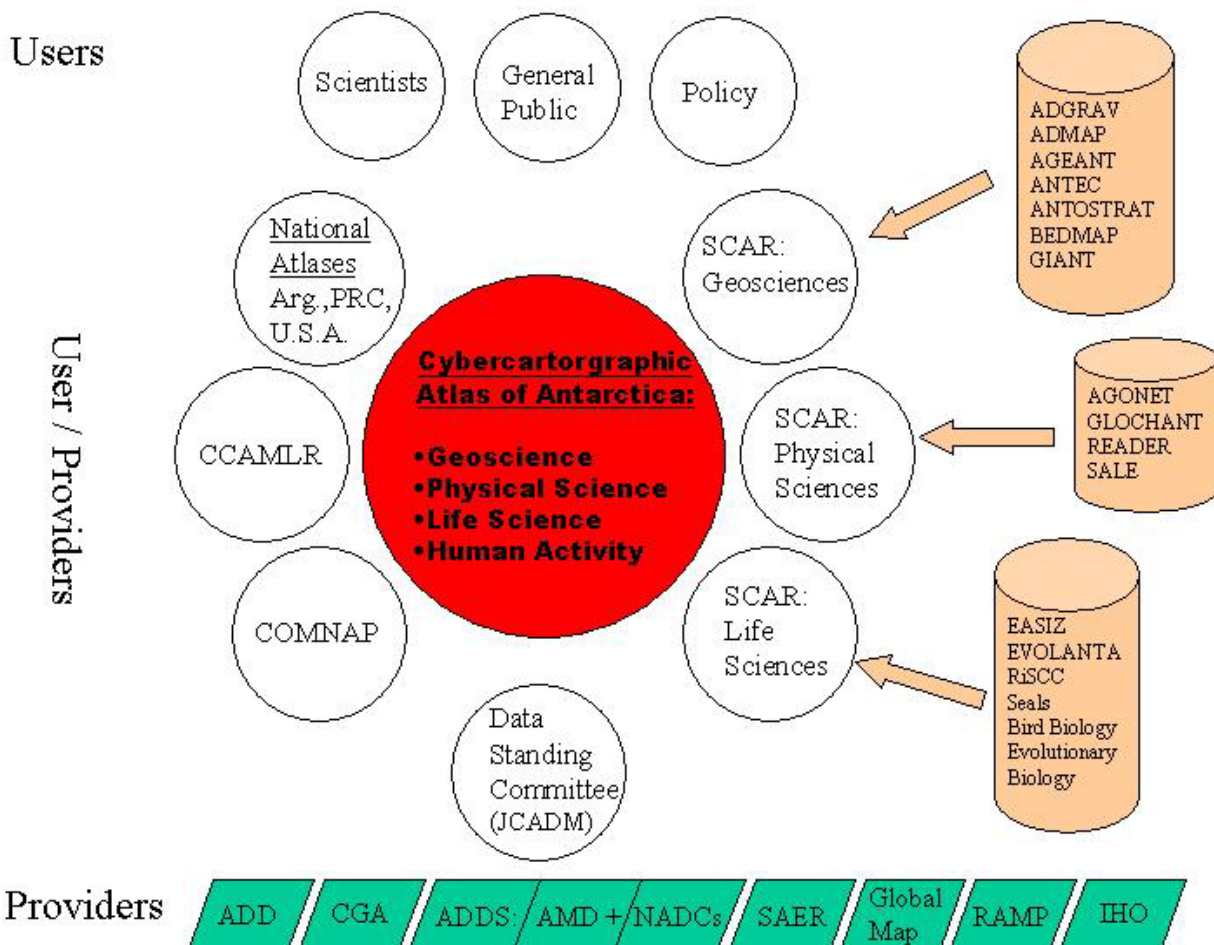 Users
Scientists
General
Public
Policy
ADGRAV
ADMAP
AGEANT
ANTEC
ANTOSTRAT
BEDMAP
GIANT
National
Atlases
Arg.,PRC,
U.S.A.
SCAR:
Geosciences
User / Providers
Cybercartorgraphic
Atlas of Antarctica:
•Geoscience
•Physical Science
•Life Science
•Human Activity
CCAMLR
SCAR:
Physical
Sciences
AGONET
GLOCHANT
READER
SALE
COMNAP
SCAR:
Life
Sciences
EASIZ
EVOLANTA
RiSCC
Seals
Bird Biology
Evolutionary
Biology
Data
Standing
Committee
(JCADM)
Providers
ADD
CGA
ADDS:
AMD +
NADCs
SAER
Global
Map
RAMP
IHO